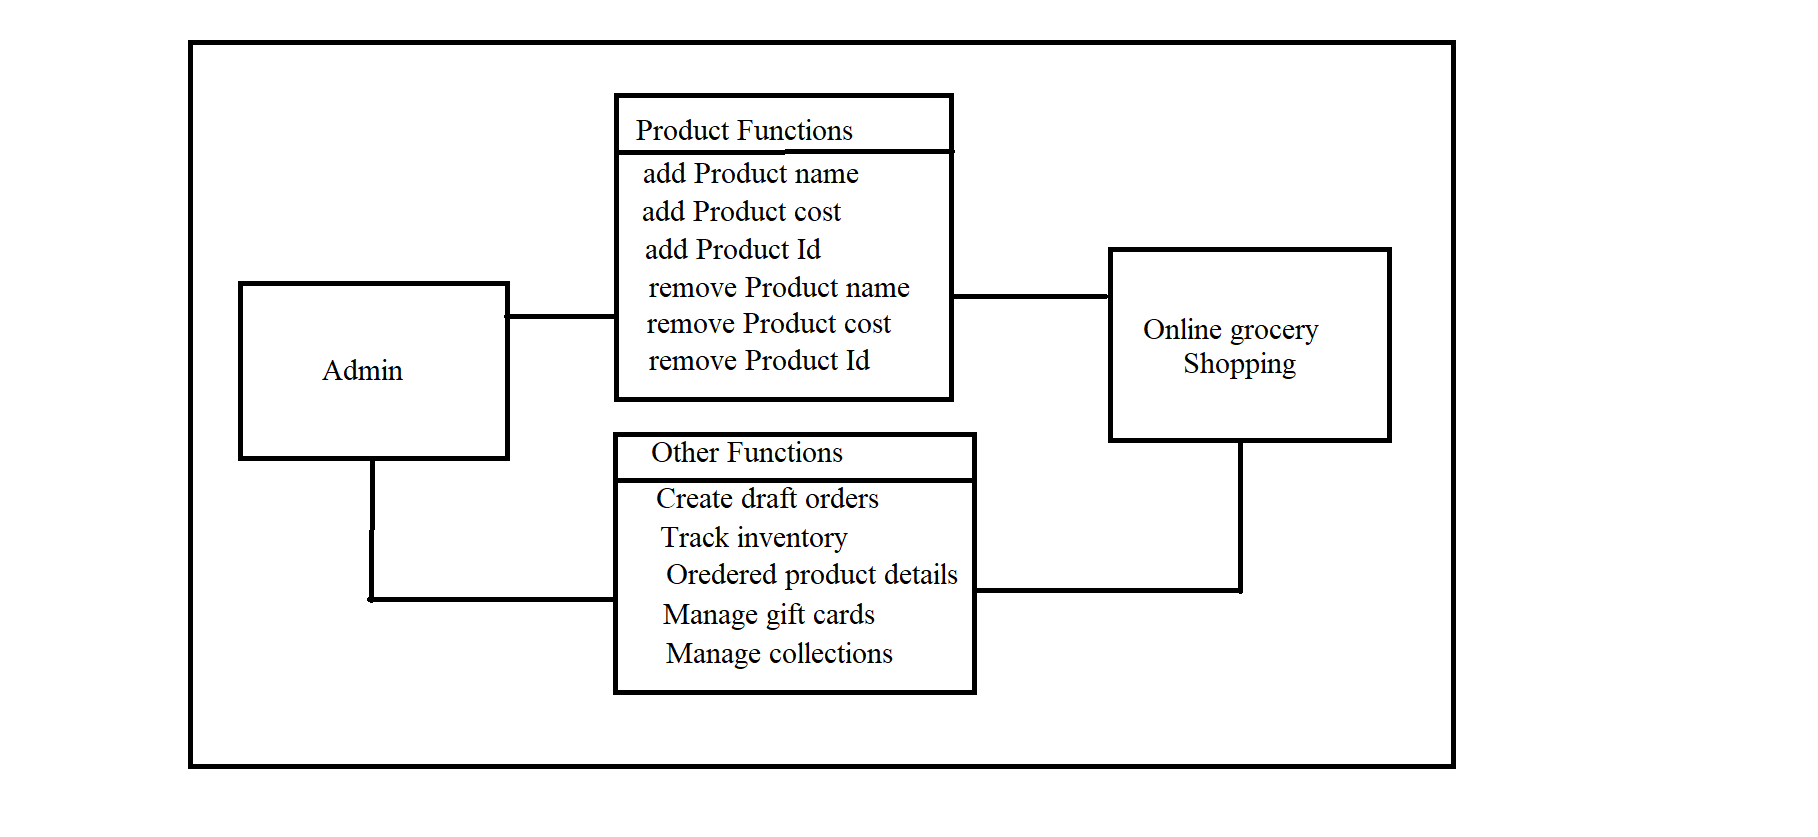 Product Functions
add Product name
add Product cost
add Product Id
remove Product name
remove Product cost
remove Product Id
Admin
Online grocery
Shopping
Other Functions
Create draft orders
Track inventory
Oredered product details
Manage gift cards
Manage collections